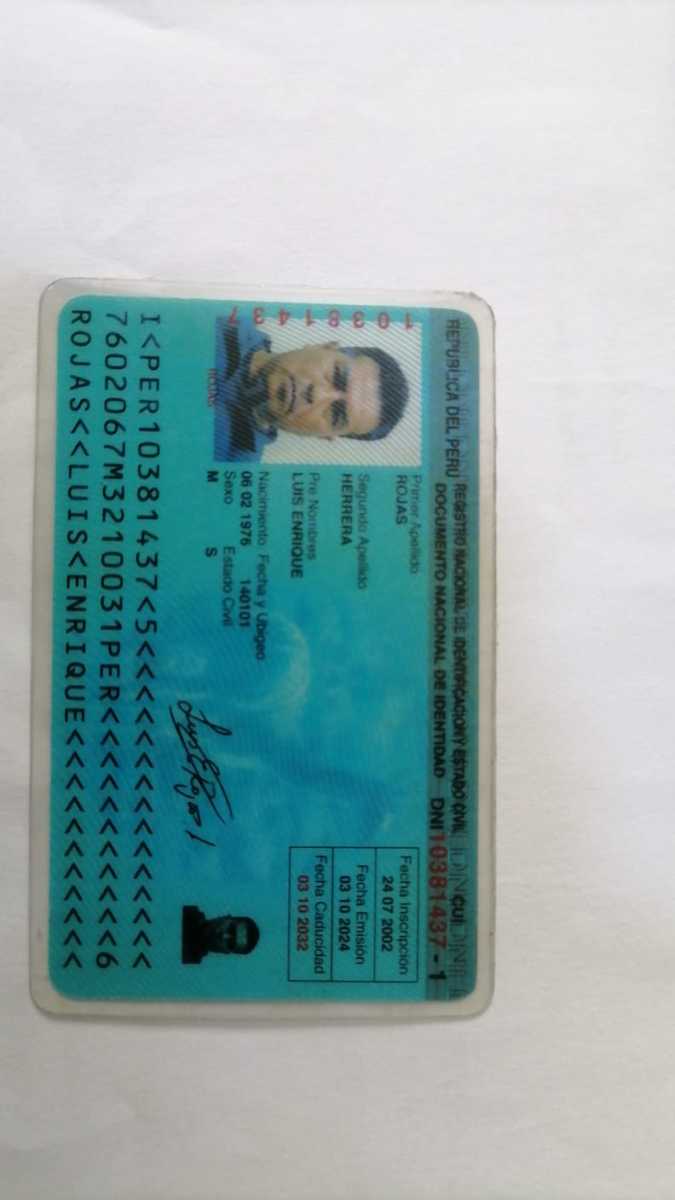 REPUBLICA DEL PERU REGISTRO NACIONAL DE IDENTIFICACION Y ESTADO CIVIL
DOCUMENTO NACIONAL DE IDENTIDAD DNI 10381437 - 1
CUI
10381437
Primer Apellido
ROJAS
Segundo Apellido
HERRERA
Pre Nombres
LUIS ENRIQUE
Nacimiento Fecha y Ubigeo
06 02 1976 140101
Sexo Estado Civil
M S
Fecha Inscripción
24 07 2002
Fecha Emisión
03 10 2024
Fecha Caducidad
03 10 2032
I<PER10381437<5<<<<<<<<<<<<<<<
7602067M3210031PER<<<<<<<<<<<6
ROJAS<<LUIS<ENRIQUE<<<<<<<<<<<